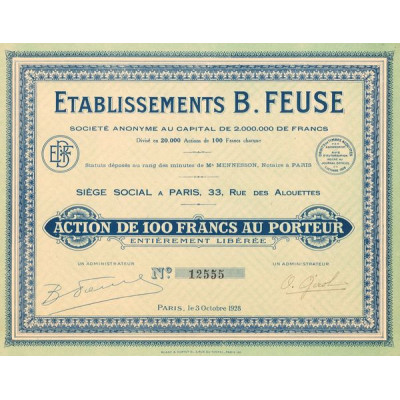 ETABLISSEMENTS B. FEUSE
SOCIÉTÉ ANONYME AU CAPITAL DE 2.000.000 DE FRANCS
Divisé en 20.000 Actions de 100 Francs chacune
Statuts déposés au rang des minutes de Me MENNESSON, Notaire à PARIS
SIÈGE SOCIAL A PARIS, 33, RUE DES ALOUETTES
ACTION DE 100 FRANCS AU PORTEUR
ENTIÈREMENT LIBÉRÉE
UN ADMINISTRATEUR
No. 12555
UN ADMINISTRATEUR
PARIS, le 3 Octobre 1928